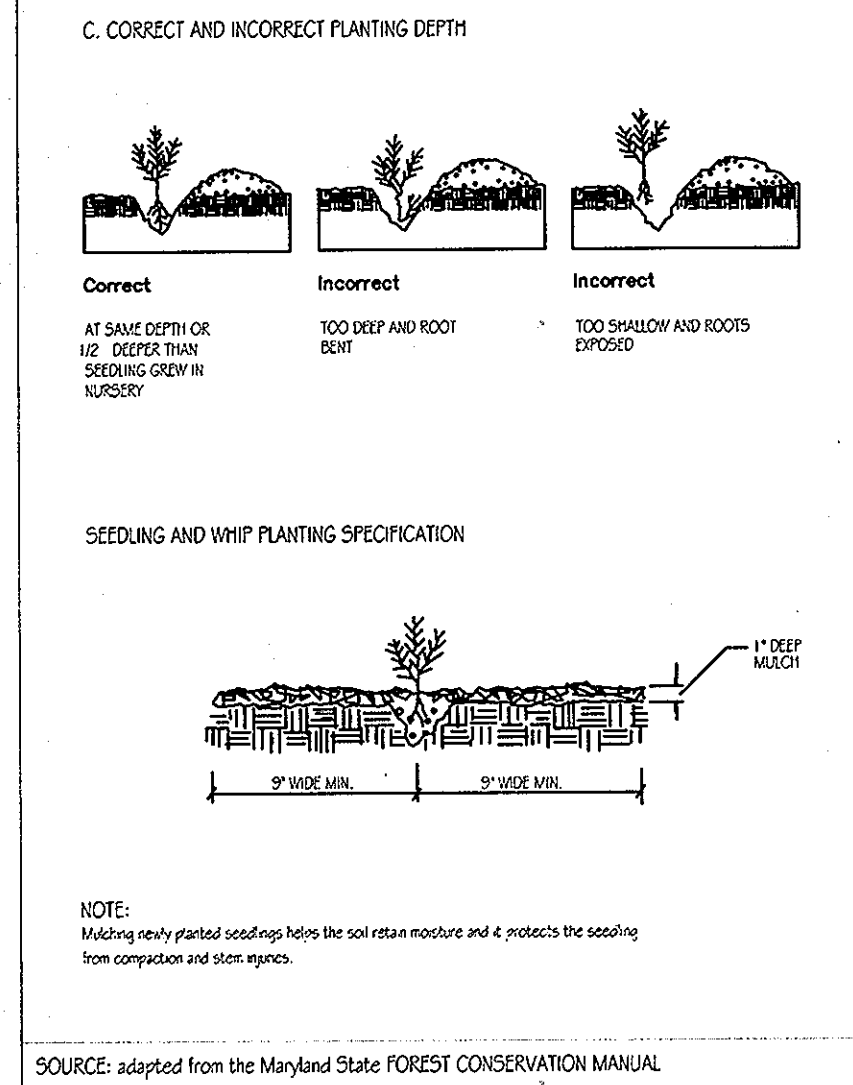 C. CORRECT AND INCORRECT PLANTING DEPTH
Correct
AT SAME DEPTH OR
1/2 DEEPER THAN
SEEDLING GREW IN
NURSERY
Incorrect
TOO DEEP AND ROOT
BENT
Incorrect
TOO SHALLOW AND ROOTS
EXPOSED
SEEDLING AND WHIP PLANTING SPECIFICATION
1" DEEP
MULCH
9" WIDE MIN.
9" WIDE MIN.
NOTE:
Mulching newly planted seedlings helps the soil retain moisture and it protects the seedling
from compaction and stem injuries.
SOURCE: adapted from the Maryland State FOREST CONSERVATION MANUAL